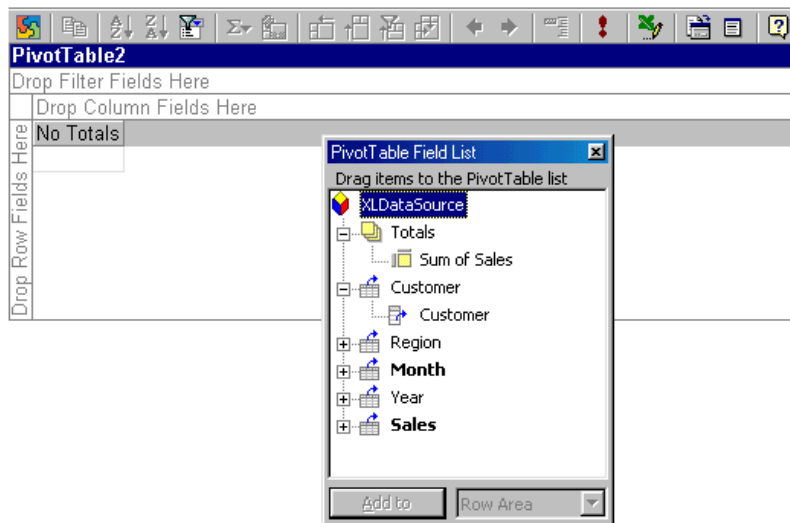 PivotTable2
Drop Filter Fields Here
Drop Column Fields Here
Drop Row Fields Here
No Totals
PivotTable Field List
Drag items to the PivotTable list
XLDataSource
Totals
Sum of Sales
Customer
Customer
Region
Month
Year
Sales
Add to
Row Area